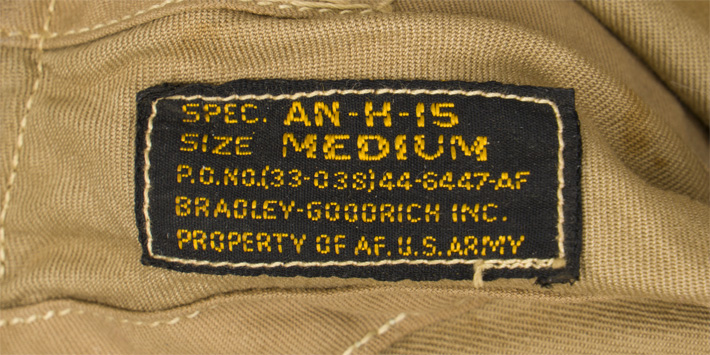 SPEC. AN-H-15
SIZE MEDIUM
P.O.NO.(33-038)44-6447-AF
BRADLEY-GOODRICH INC.
PROPERTY OF AF.U.S.ARMY